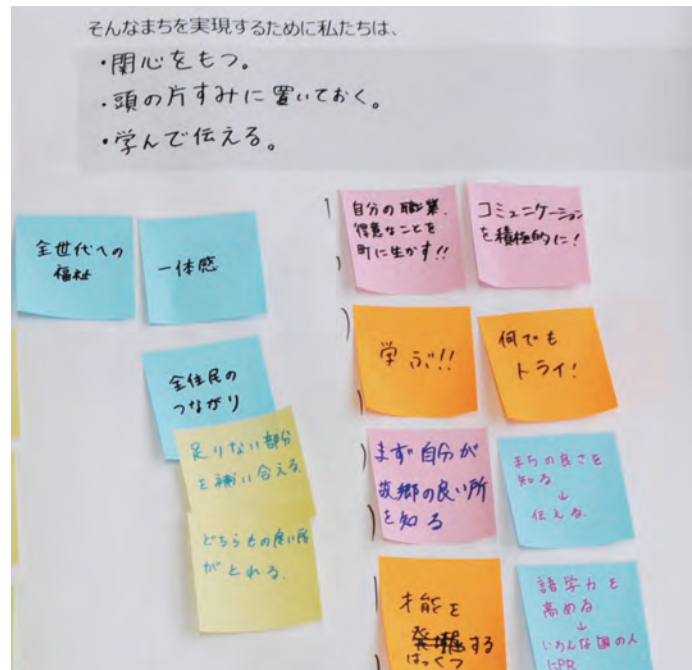 そんなまちを実現するために私たちは、
・関心をもつ。
・頭の片すみに置いておく。
・学んで伝える。
全世代への
福祉
一体感
全住民の
つながり
足りない部分
を補い合える.
どちらもの良い所
がとれる.
自分の職業、
得意なことを
町に生かす!!
コミュニケーション
を積極的に!
学ぶ!!
何でも
トライ!
まず自分が
故郷の良い所
を知る
まちの良さを
知る
↓
伝える.
才能を
発掘する
はっくつ
語学力を
高める
↓
いろんな国の人
にPR